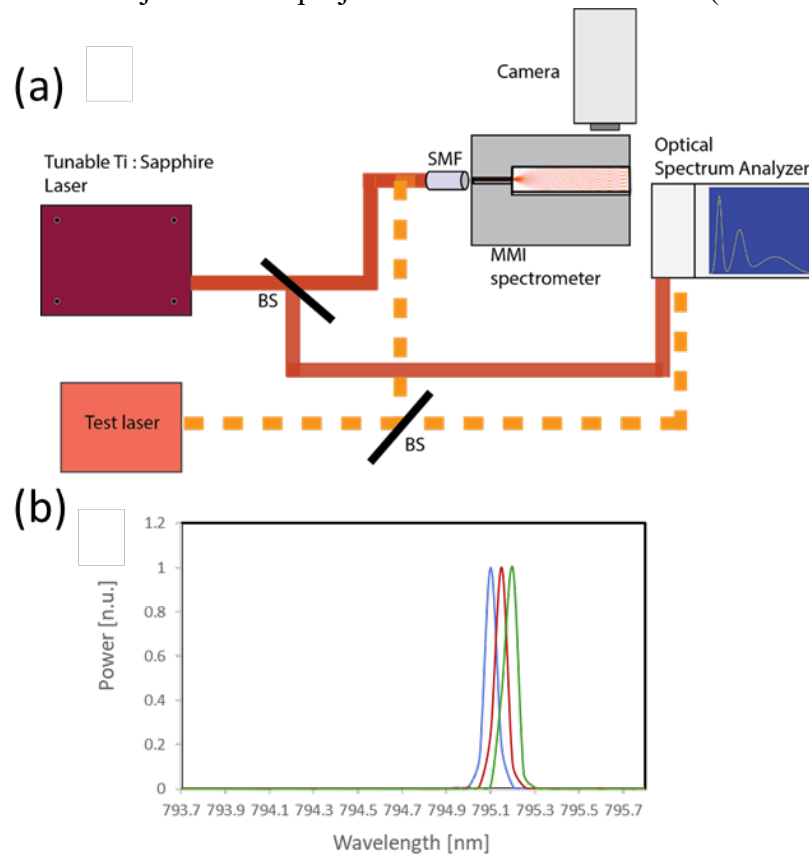 (a)
Camera
Tunable Ti : Sapphire
Laser
SMF
Optical
Spectrum Analyzer
MMI
spectrometer
BS
Test laser
BS
(b)
1.2
1
0.8
0.6
0.4
0.2
0
Power [n.u.]
793.7 793.9 794.1 794.3 794.5 794.7 794.9 795.1 795.3 795.5 795.7
Wavelength [nm]